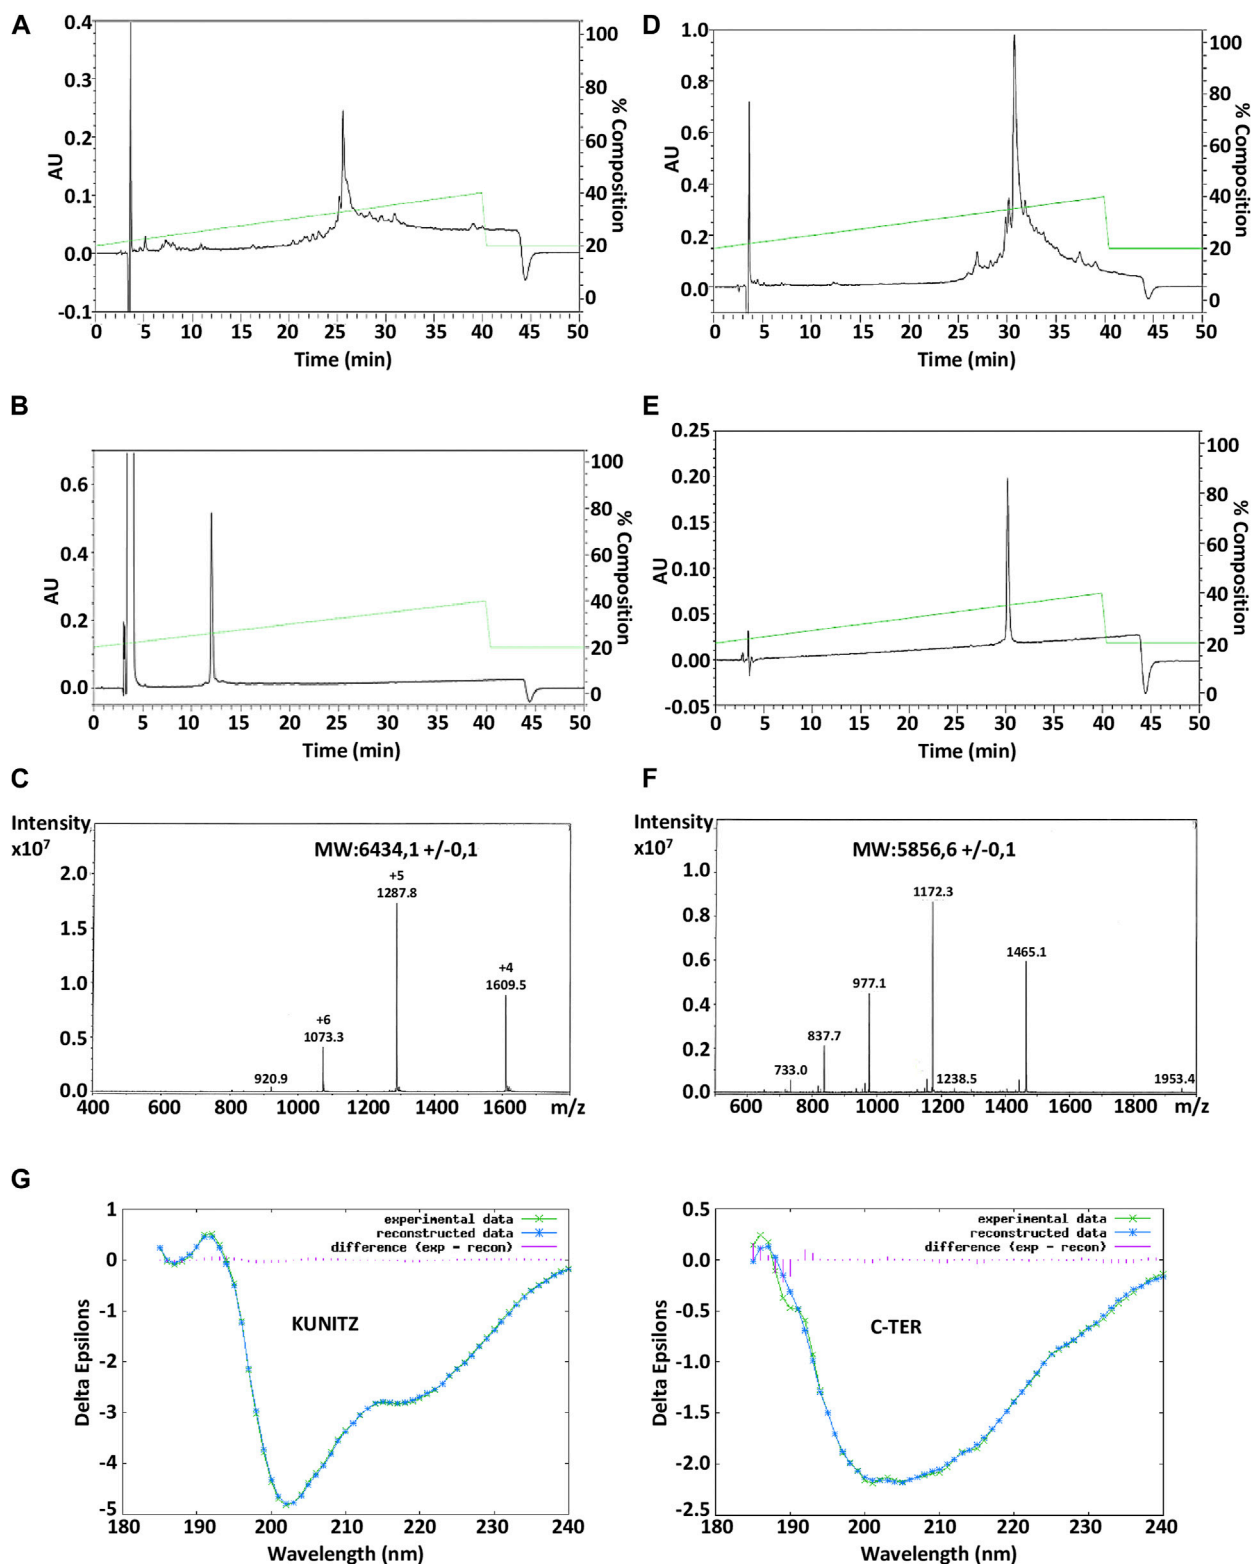 A
0.4
0.3
0.2
0.1
0.0
-0.1
AU
100
80
60
40
20
0
% Composition
0 5 10 15 20 25 30 35 40 45 50
Time (min)
D
1.0
0.8
0.6
0.4
0.2
0.0
AU
100
80
60
40
20
0
% Composition
0 5 10 15 20 25 30 35 40 45 50
Time (min)
B
0.6
0.4
0.2
0.0
AU
100
80
60
40
20
0
% Composition
0 5 10 15 20 25 30 35 40 45 50
Time (min)
E
0.25
0.20
0.15
0.10
0.05
0.00
-0.05
AU
100
80
60
40
20
0
% Composition
0 5 10 15 20 25 30 35 40 45 50
Time (min)
C
Intensity
x10⁷
2.0
1.5
1.0
0.5
0.0
MW:6434,1 +/-0,1
+5
1287.8
+4
1609.5
+6
1073.3
920.9
400 600 800 1000 1200 1400 1600 m/z
F
Intensity
x10⁷
1.0
0.8
0.6
0.4
0.2
0.0
MW:5856,6 +/-0,1
1172.3
1465.1
977.1
837.7
733.0
1238.5
1953.4
600 800 1000 1200 1400 1600 1800 m/z
G
1
0
-1
-2
-3
-4
-5
Delta Epsilons
experimental data
reconstructed data
difference (exp - recon)
KUNITZ
180 190 200 210 220 230 240
Wavelength (nm)
0.5
0.0
-0.5
-1.0
-1.5
-2.0
-2.5
Delta Epsilons
experimental data
reconstructed data
difference (exp - recon)
C-TER
180 190 200 210 220 230 240
Wavelength (nm)